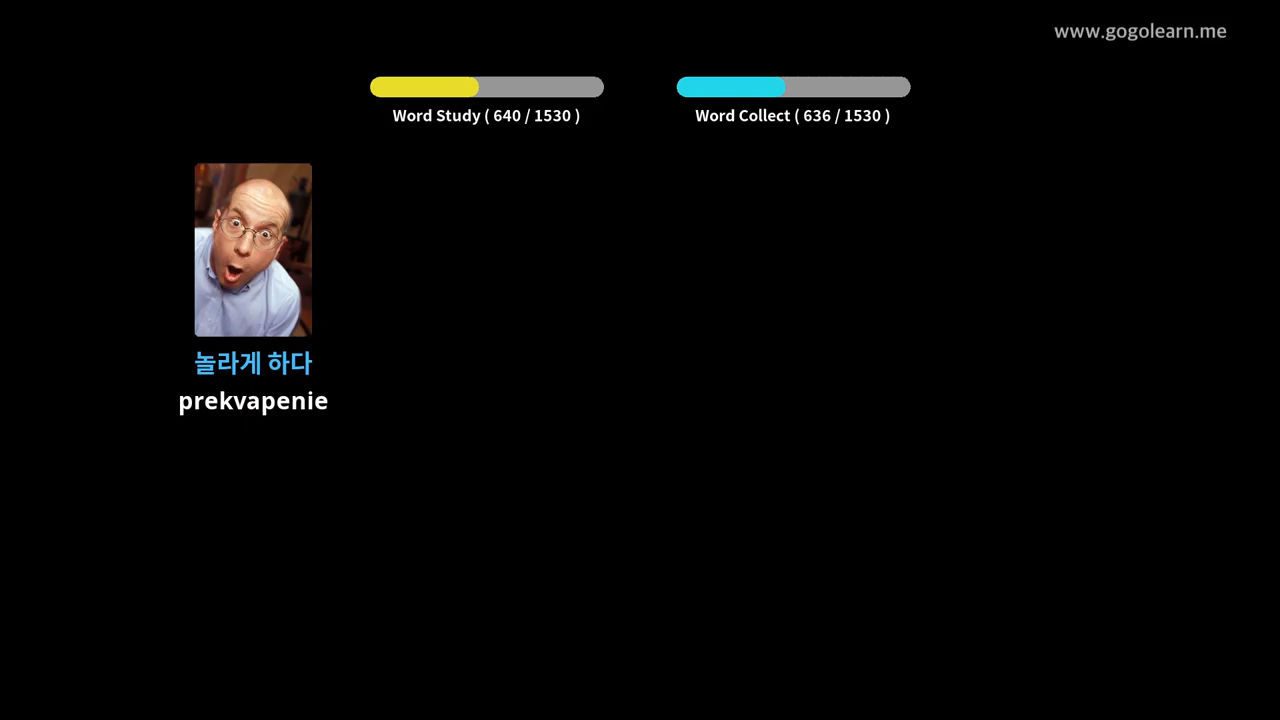 www.gogolearn.me
Word Study ( 640 / 1530 )
Word Collect ( 636 / 1530 )
놀라게 하다
prekvapenie